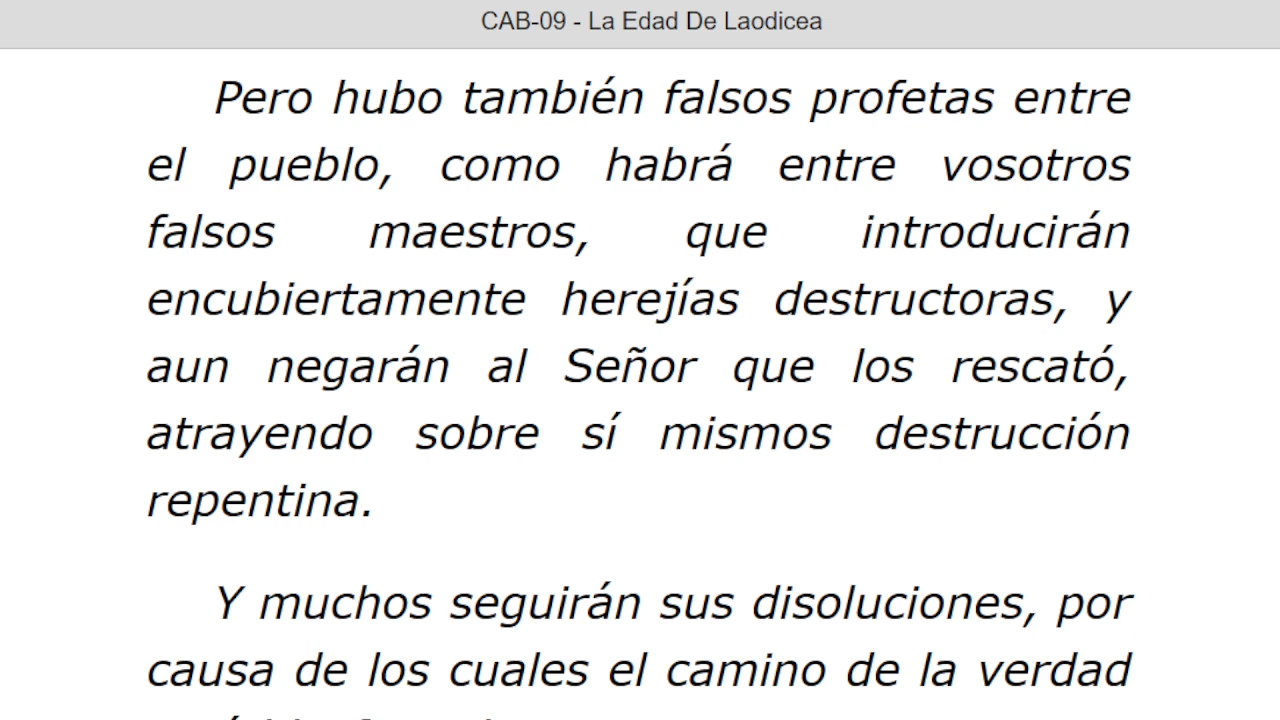 CAB-09 - La Edad De Laodicea
Pero hubo también falsos profetas entre
el pueblo, como habrá entre vosotros
falsos maestros, que introducirán
encubiertamente herejías destructoras, y
aun negarán al Señor que los rescató,
atrayendo sobre sí mismos destrucción
repentina.
Y muchos seguirán sus disoluciones, por
causa de los cuales el camino de la verdad